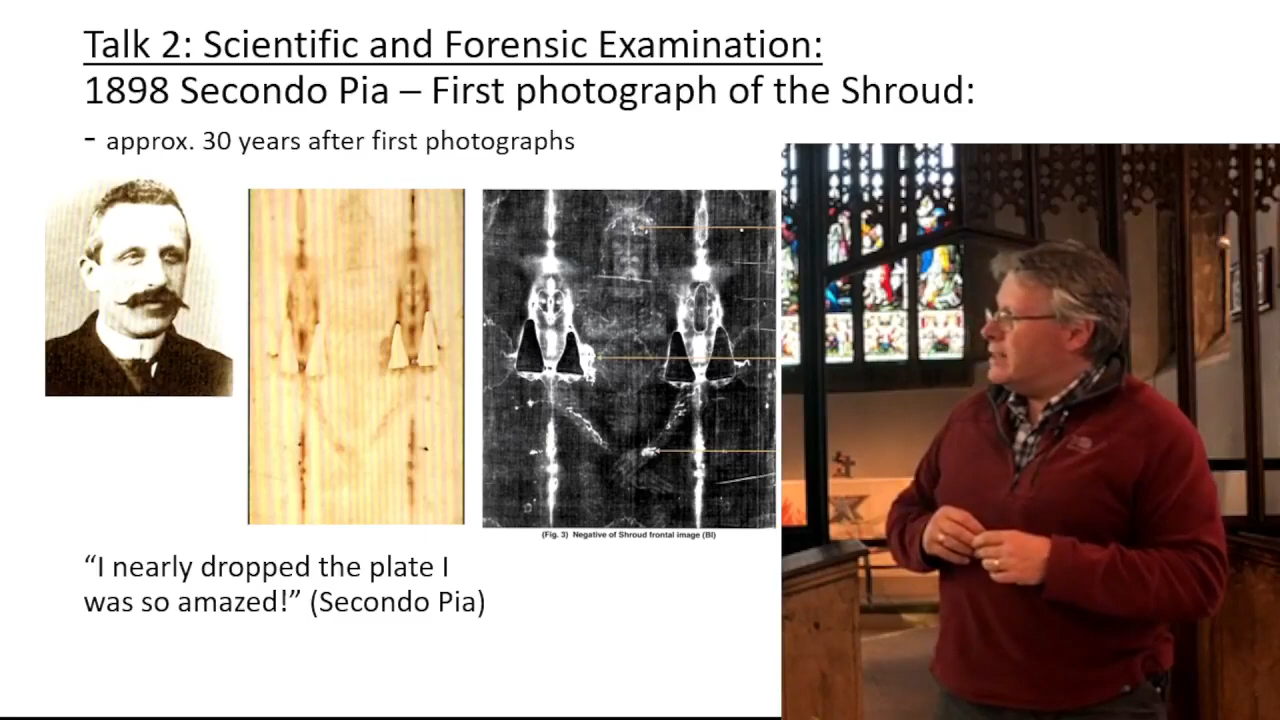 Talk 2: Scientific and Forensic Examination:
1898 Secondo Pia – First photograph of the Shroud:
- approx. 30 years after first photographs
(Fig. 3) Negative of Shroud frontal image (BI)
“I nearly dropped the plate I
was so amazed!” (Secondo Pia)